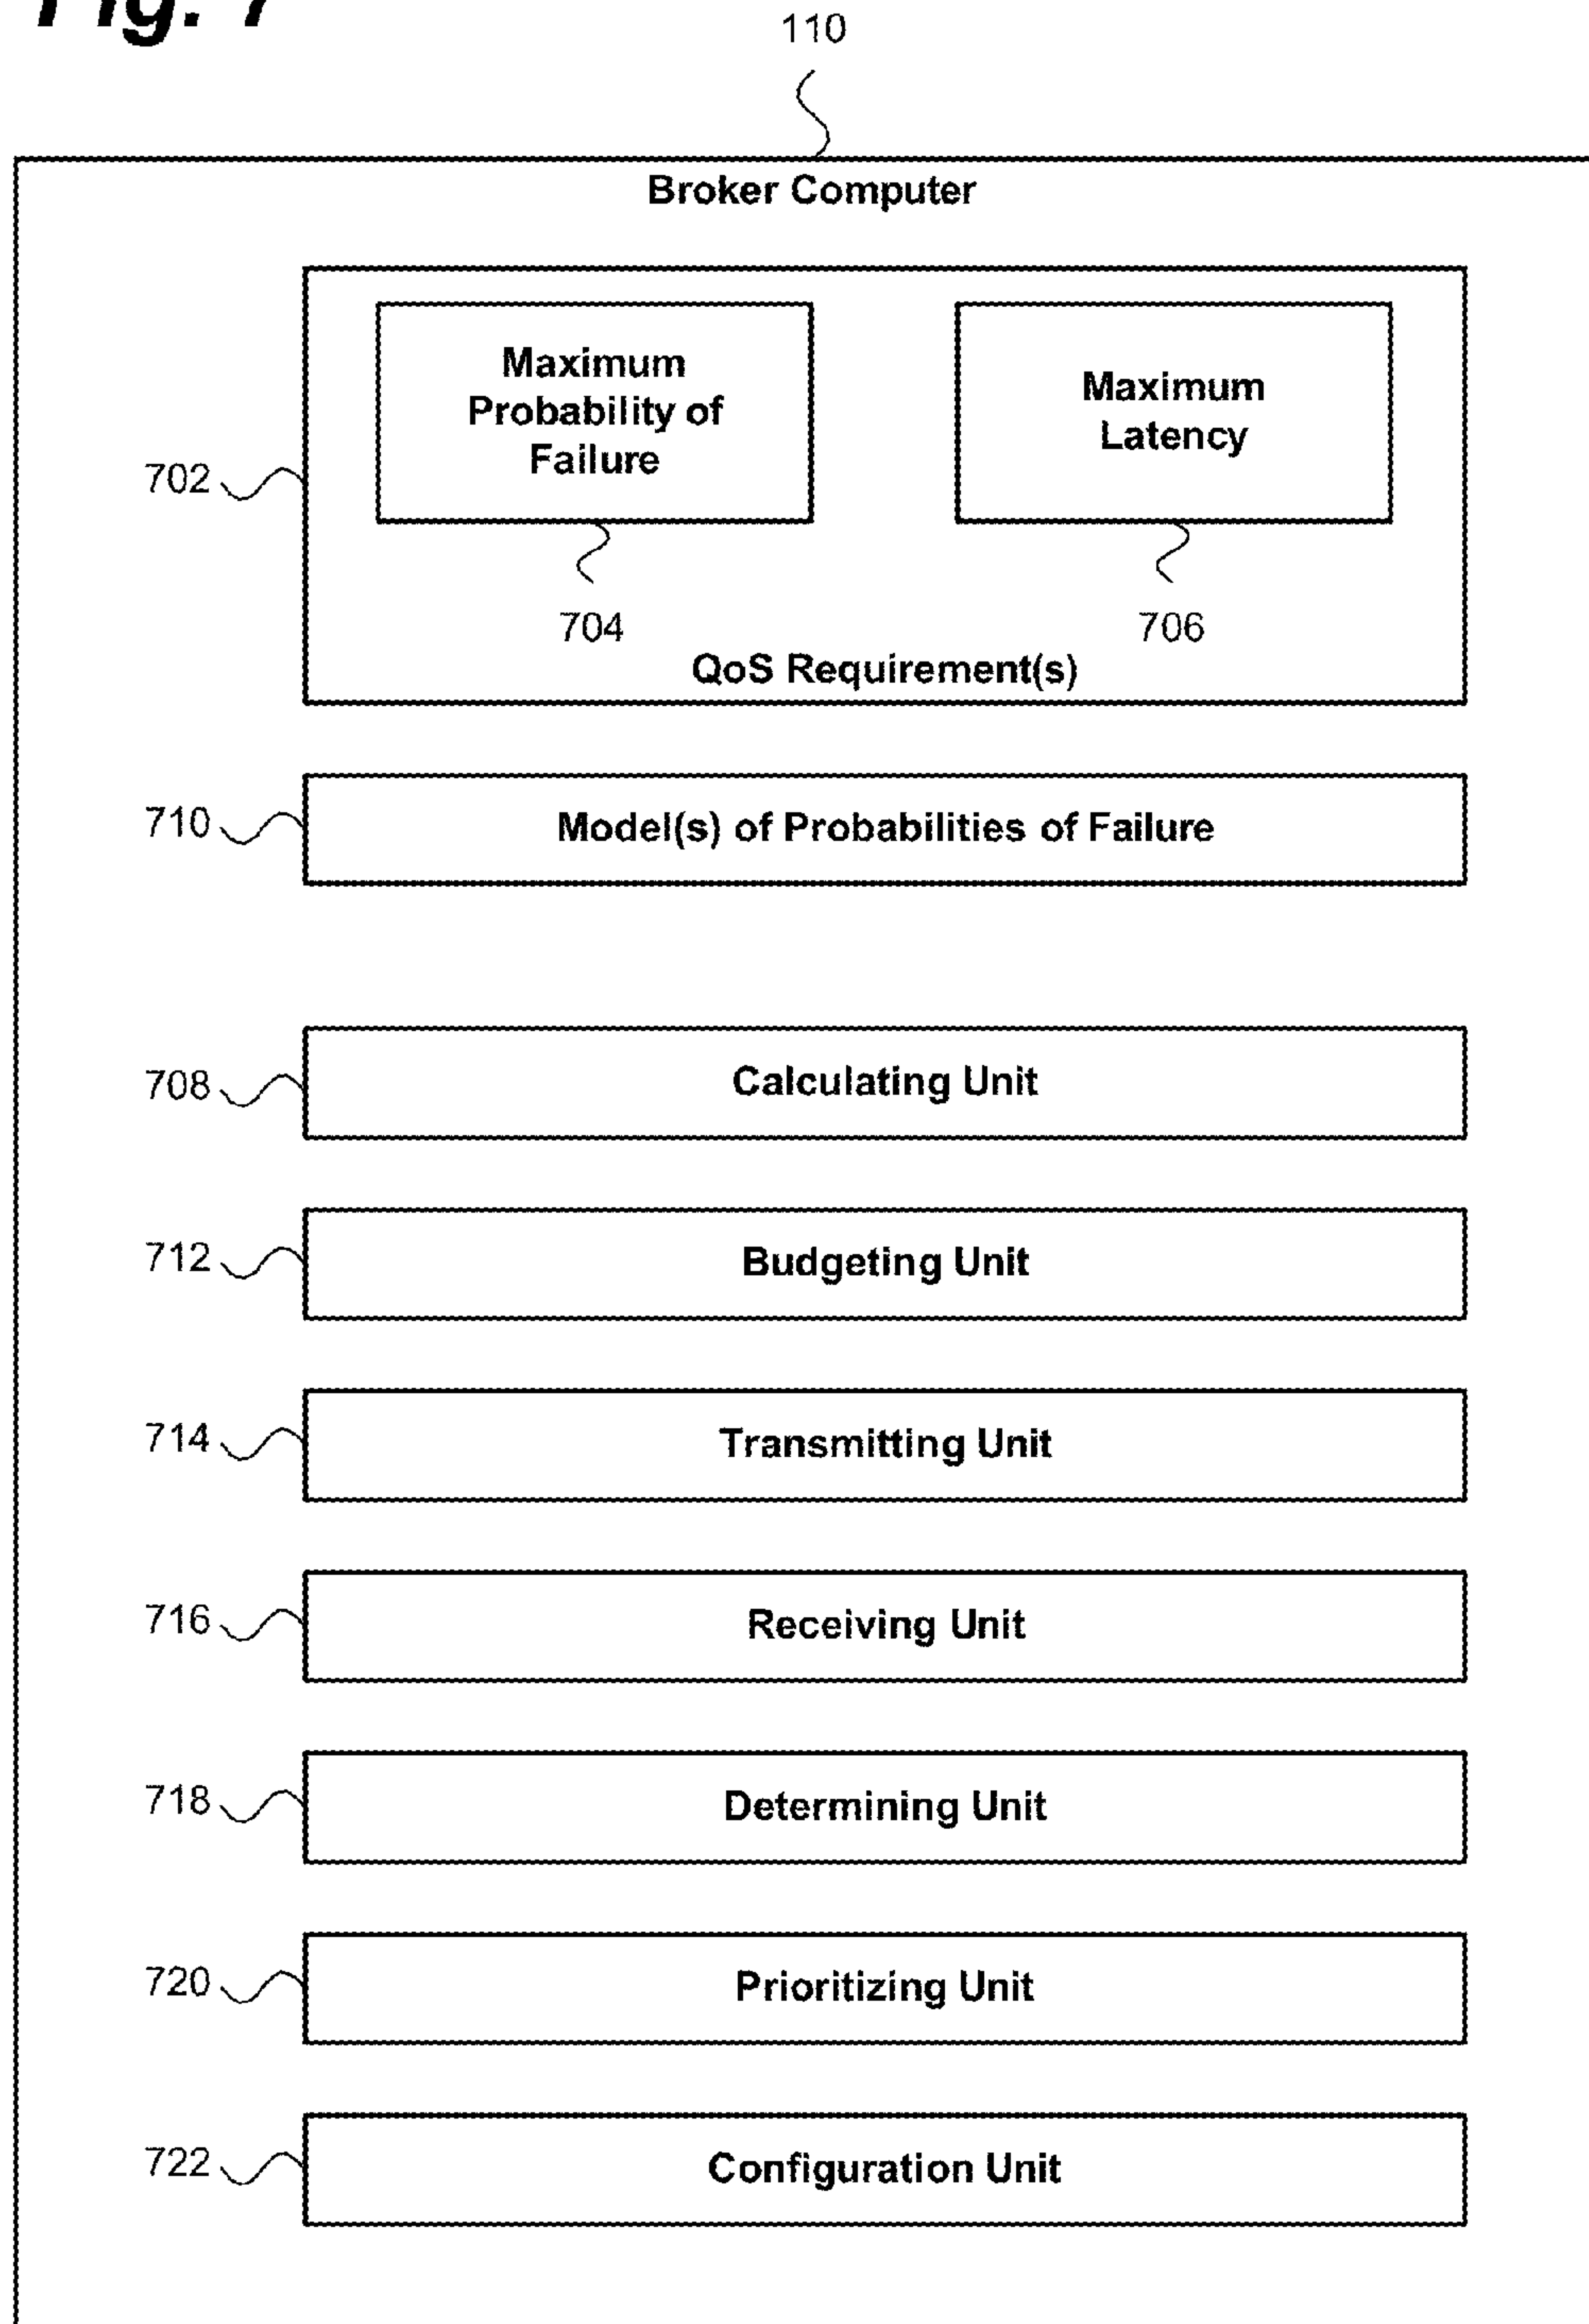 Fig. 7
110
Broker Computer
Maximum
Probability of
Failure
Maximum
Latency
702
704
706
QoS Requirement(s)
710
Model(s) of Probabilities of Failure
708
Calculating Unit
712
Budgeting Unit
714
Transmitting Unit
716
Receiving Unit
718
Determining Unit
720
Prioritizing Unit
722
Configuration Unit